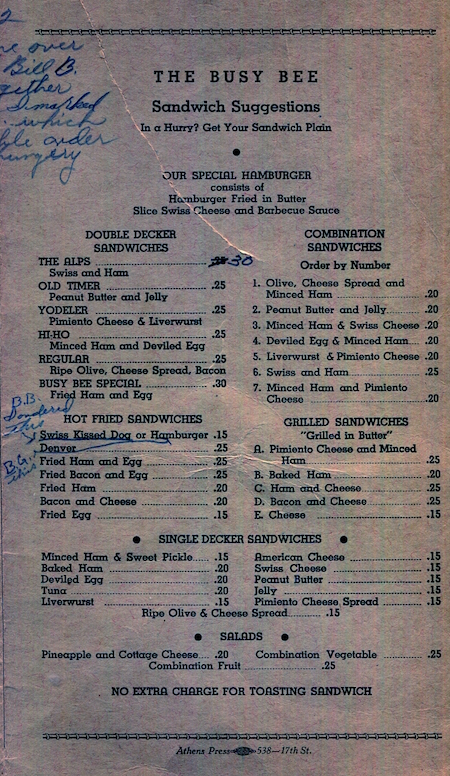 2
over
Bill B.
marked
which
order
THE BUSY BEE
Sandwich Suggestions
In a Hurry? Get Your Sandwich Plain
OUR SPECIAL HAMBURGER
consists of
Hamburger Fried in Butter
Slice Swiss Cheese and Barbecue Sauce
DOUBLE DECKER
SANDWICHES
THE ALPS 30
Swiss and Ham
OLD TIMER .25
Peanut Butter and Jelly
YODELER .25
Pimiento Cheese & Liverwurst
HI-HO .25
Minced Ham and Deviled Egg
REGULAR .25
Ripe Olive, Cheese Spread, Bacon
BUSY BEE SPECIAL .30
Fried Ham and Egg
COMBINATION
SANDWICHES
Order by Number
1. Olive, Cheese Spread and
Minced Ham .20
2. Peanut Butter and Jelly .20
3. Minced Ham & Swiss Cheese .20
4. Deviled Egg & Minced Ham .20
5. Liverwurst & Pimiento Cheese .20
6. Swiss and Ham .25
7. Minced Ham and Pimiento
Cheese .20
B.B.
this
B.G.
this
HOT FRIED SANDWICHES
Swiss Kissed Dog or Hamburger .15
Denver .25
Fried Ham and Egg .25
Fried Bacon and Egg .25
Fried Ham .20
Bacon and Cheese .20
Fried Egg .15
GRILLED SANDWICHES
"Grilled in Butter"
A. Pimiento Cheese and Minced
Ham .25
B. Baked Ham .20
C. Ham and Cheese .25
D. Bacon and Cheese .25
E. Cheese .15
SINGLE DECKER SANDWICHES
Minced Ham & Sweet Pickle .15
Baked Ham .20
Deviled Egg .20
Tuna .20
Liverwurst .15
American Cheese .15
Swiss Cheese .15
Peanut Butter .15
Jelly .15
Pimiento Cheese Spread .15
Ripe Olive & Cheese Spread .15
SALADS
Pineapple and Cottage Cheese .20
Combination Vegetable .25
Combination Fruit .25
NO EXTRA CHARGE FOR TOASTING SANDWICH
Athens Press 538—17th St.